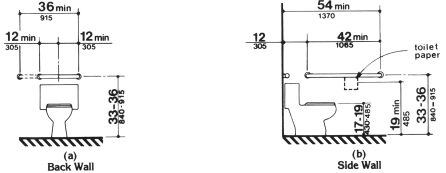 36 min
915
12 min
305
12 min
305
33-36
840-915
(a)
Back Wall
54 min
1370
12
305
42 min
1065
toilet
paper
33-36
840-915
19 min
485
17-19
430-485
(b)
Side Wall